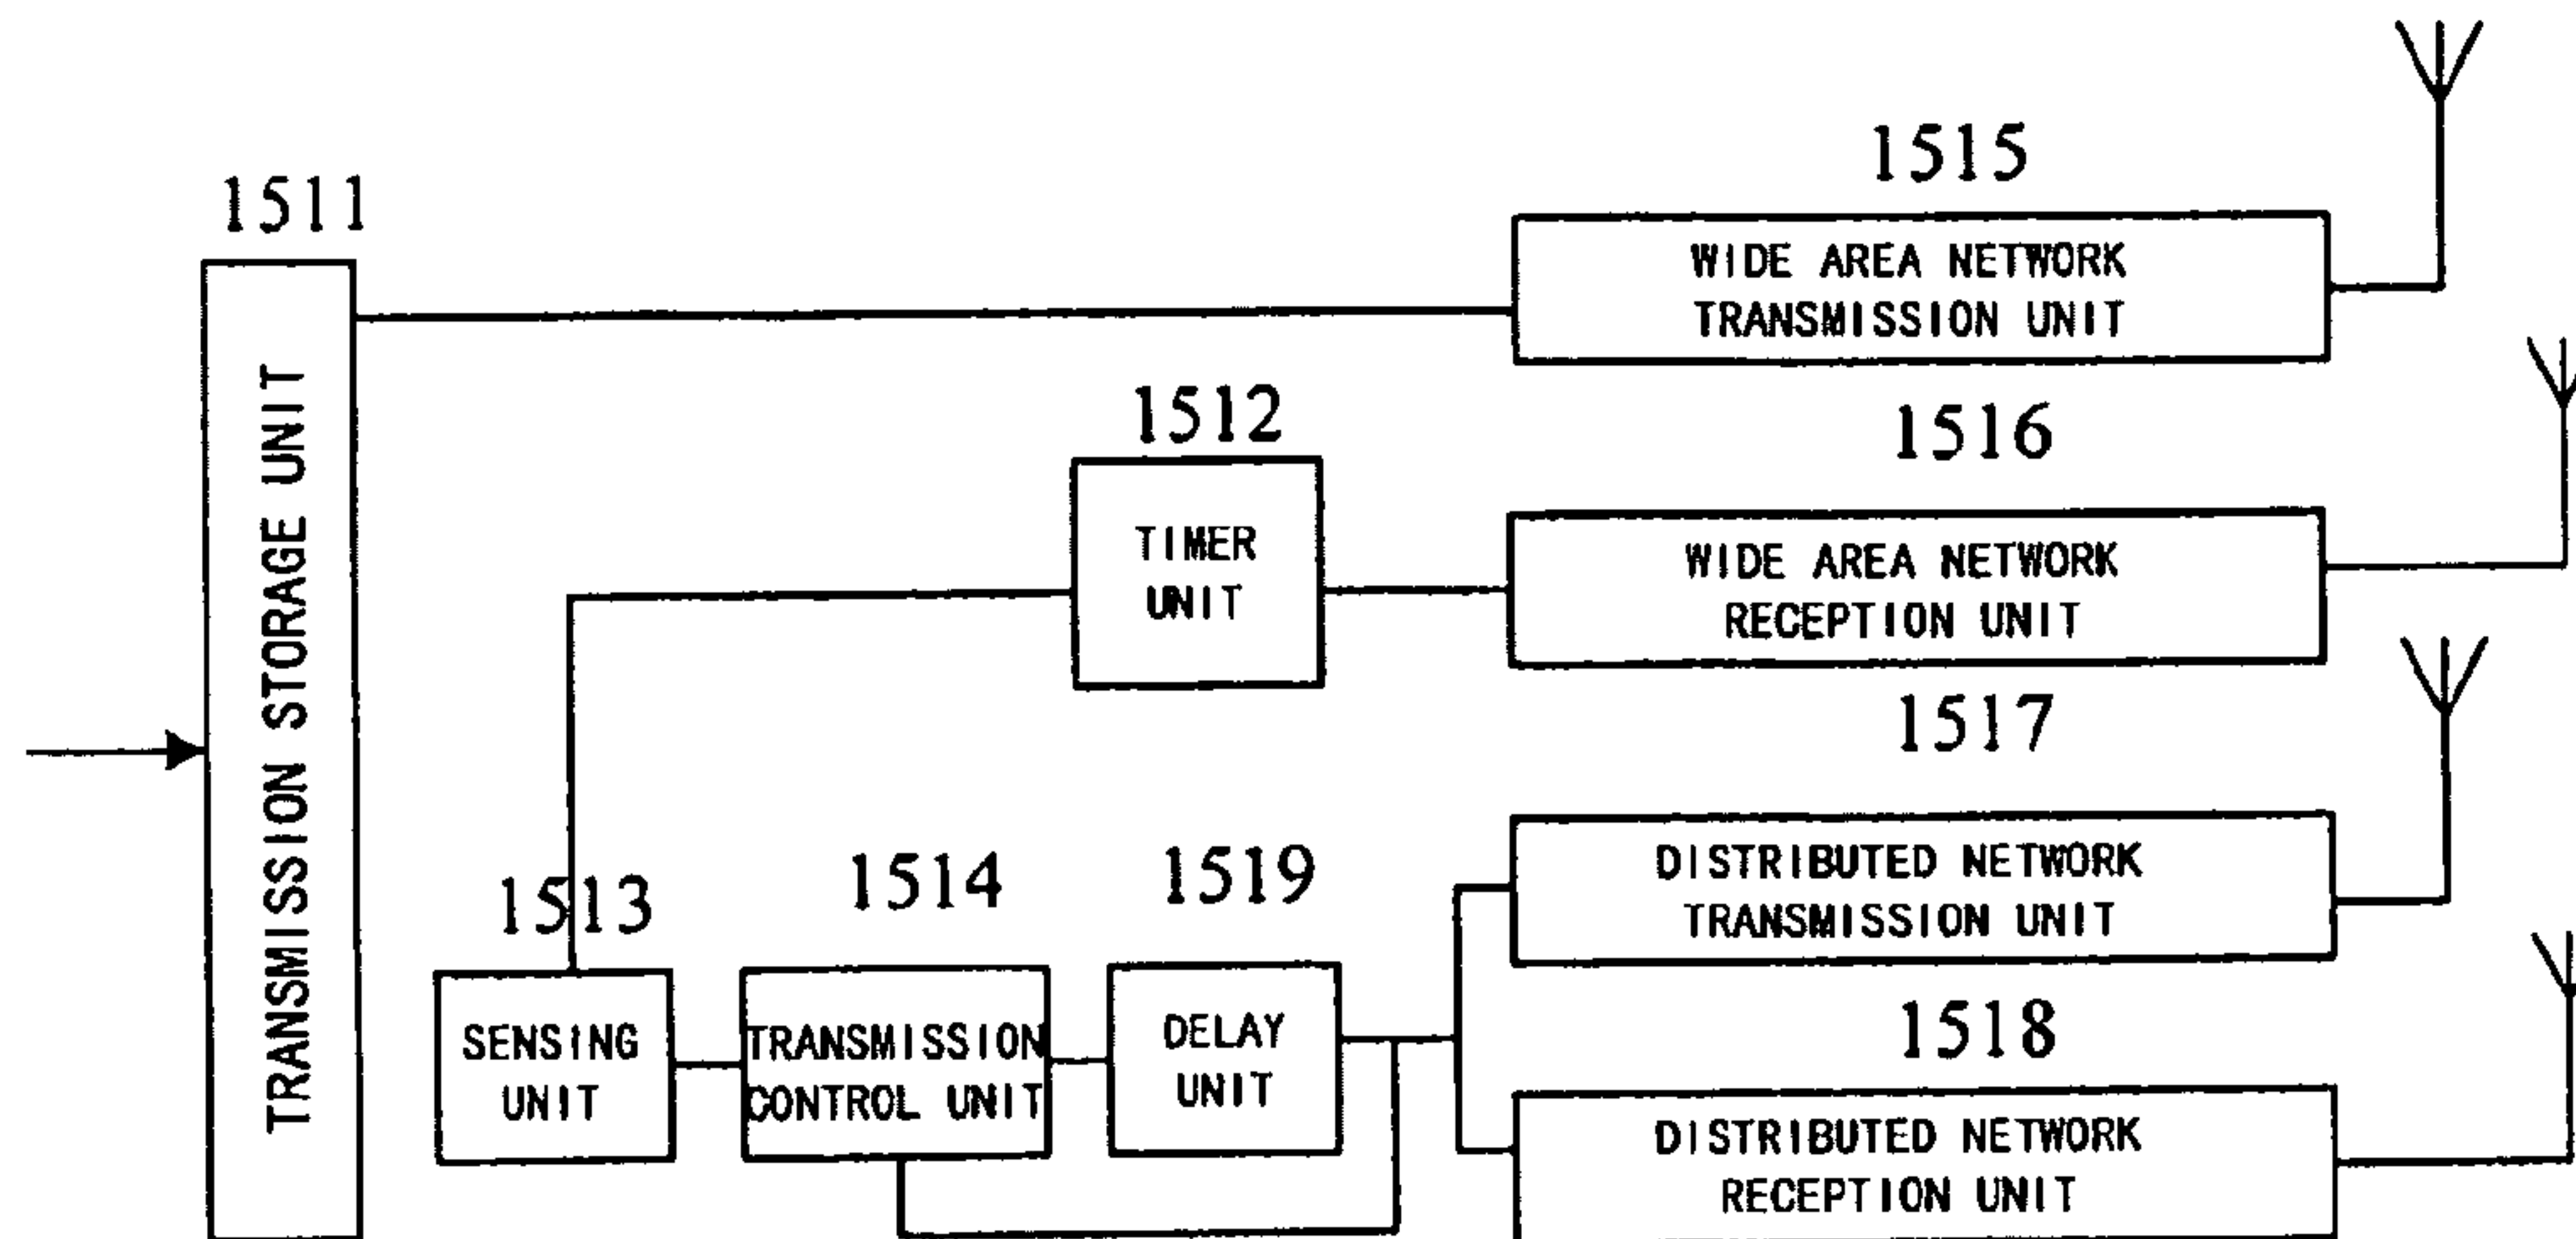 1511
TRANSMISSION STORAGE UNIT
1515
WIDE AREA NETWORK
TRANSMISSION UNIT
1512
TIMER
UNIT
1516
WIDE AREA NETWORK
RECEPTION UNIT
1513
SENSING
UNIT
1514
TRANSMISSION
CONTROL UNIT
1519
DELAY
UNIT
1517
DISTRIBUTED NETWORK
TRANSMISSION UNIT
1518
DISTRIBUTED NETWORK
RECEPTION UNIT